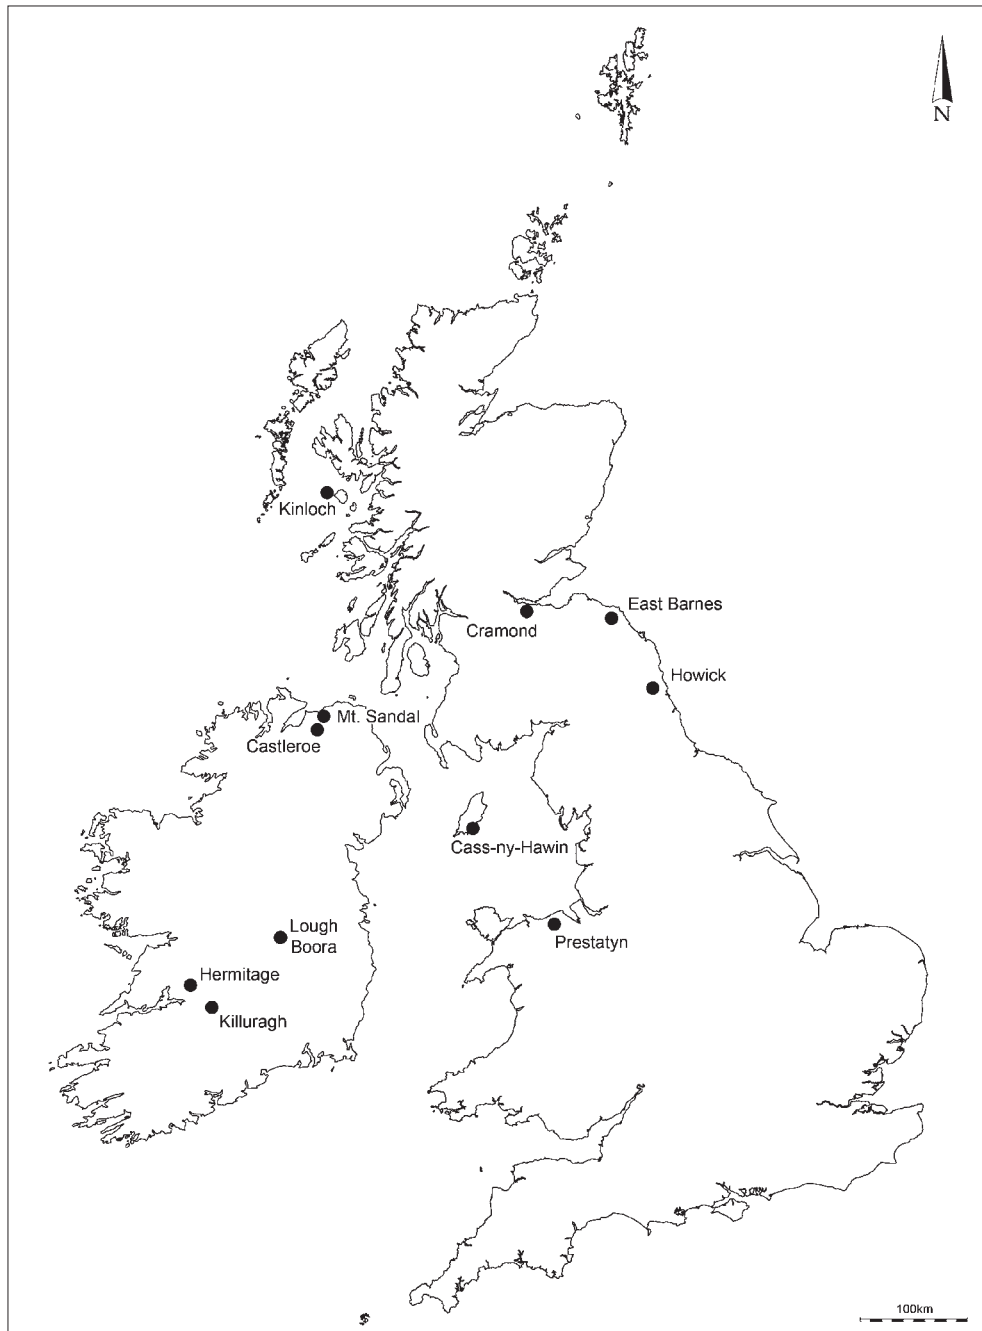 N
Kinloch
East Barnes
Cramond
Howick
Mt. Sandal
Castleroe
Cass-ny-Hawin
Lough
Boora
Prestatyn
Hermitage
Killuragh
100km